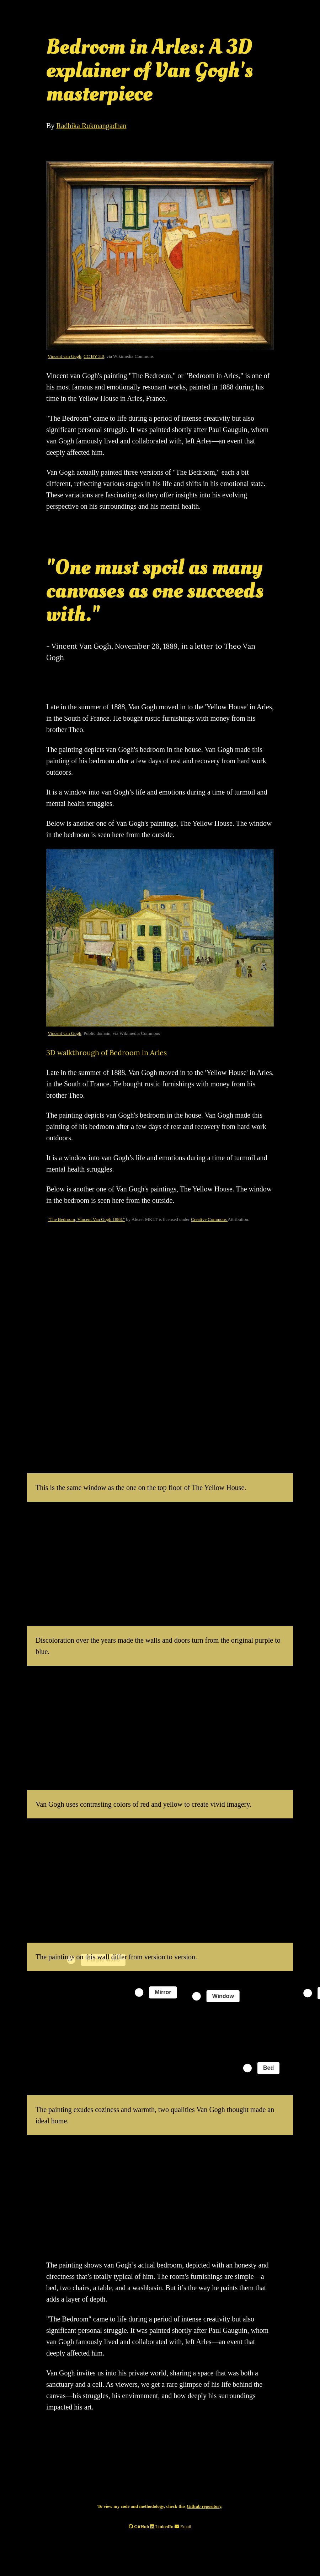 Bedroom in Arles: A 3D
explainer of Van Gogh's
masterpiece
By Radhika Rukmangadhan
Vincent van Gogh, CC BY 3.0, via Wikimedia Commons
Vincent van Gogh's painting "The Bedroom," or "Bedroom in Arles," is one of
his most famous and emotionally resonant works, painted in 1888 during his
time in the Yellow House in Arles, France.
"The Bedroom" came to life during a period of intense creativity but also
significant personal struggle. It was painted shortly after Paul Gauguin, whom
van Gogh famously lived and collaborated with, left Arles—an event that
deeply affected him.
Van Gogh actually painted three versions of "The Bedroom," each a bit
different, reflecting various stages in his life and shifts in his emotional state.
These variations are fascinating as they offer insights into his evolving
perspective on his surroundings and his mental health.
"One must spoil as many
canvases as one succeeds
with."
- Vincent Van Gogh, November 26, 1889, in a letter to Theo Van
Gogh
Late in the summer of 1888, Van Gogh moved in to the 'Yellow House' in Arles,
in the South of France. He bought rustic furnishings with money from his
brother Theo.
The painting depicts van Gogh's bedroom in the house. Van Gogh made this
painting of his bedroom after a few days of rest and recovery from hard work
outdoors.
It is a window into van Gogh’s life and emotions during a time of turmoil and
mental health struggles.
Below is another one of Van Gogh's paintings, The Yellow House. The window
in the bedroom is seen here from the outside.
Vincent van Gogh, Public domain, via Wikimedia Commons
3D walkthrough of Bedroom in Arles
Late in the summer of 1888, Van Gogh moved in to the 'Yellow House' in Arles,
in the South of France. He bought rustic furnishings with money from his
brother Theo.
The painting depicts van Gogh's bedroom in the house. Van Gogh made this
painting of his bedroom after a few days of rest and recovery from hard work
outdoors.
It is a window into van Gogh’s life and emotions during a time of turmoil and
mental health struggles.
Below is another one of Van Gogh's paintings, The Yellow House. The window
in the bedroom is seen here from the outside.
"The Bedroom, Vincent Van Gogh 1888." by Alexei NKGT is licensed under Creative Commons Attribution.
This is the same window as the one on the top floor of The Yellow House.
Discoloration over the years made the walls and doors turn from the original purple to
blue.
Van Gogh uses contrasting colors of red and yellow to create vivid imagery.
The paintings on this wall differ from version to version.
Mirror
Window
Bed
The painting exudes coziness and warmth, two qualities Van Gogh thought made an
ideal home.
The painting shows van Gogh’s actual bedroom, depicted with an honesty and
directness that’s totally typical of him. The room's furnishings are simple—a
bed, two chairs, a table, and a washbasin. But it’s the way he paints them that
adds a layer of depth.
"The Bedroom" came to life during a period of intense creativity but also
significant personal struggle. It was painted shortly after Paul Gauguin, whom
van Gogh famously lived and collaborated with, left Arles—an event that
deeply affected him.
Van Gogh invites us into his private world, sharing a space that was both a
sanctuary and a cell. As viewers, we get a rare glimpse of his life behind the
canvas—his struggles, his environment, and how deeply his surroundings
impacted his art.
To view my code and methodology, check this Github repository.
GitHub LinkedIn Email